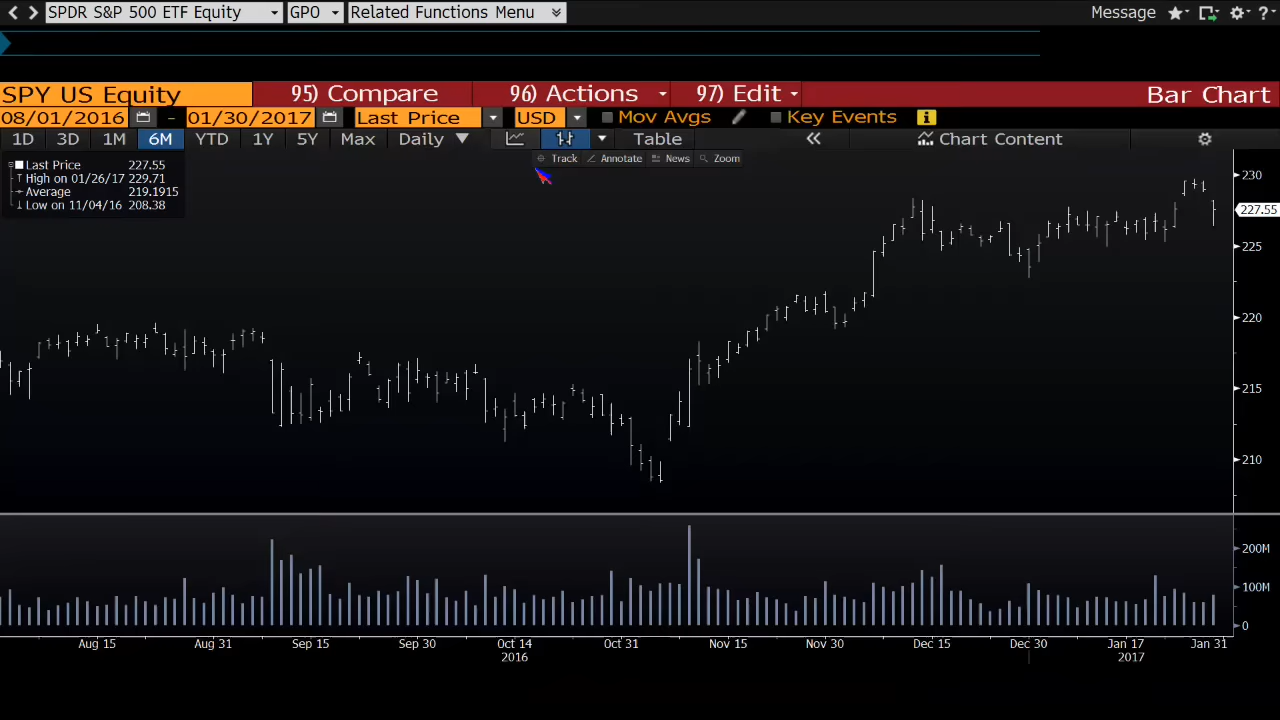 SPDR S&P 500 ETF Equity GPO Related Functions Menu Message ?
SPY US Equity 95) Compare 96) Actions 97) Edit Bar Chart
08/01/2016 - 01/30/2017 Last Price USD Mov Avgs Key Events i
1D 3D 1M 6M YTD 1Y 5Y Max Daily Table Chart Content
Track Annotate News Zoom
Last Price 227.55
High on 01/26/17 229.71
Average 219.1915
Low on 11/04/16 208.38
230
227.55
225
220
215
210
200M
100M
0
Aug 15 Aug 31 Sep 15 Sep 30 Oct 14 Oct 31 Nov 15 Nov 30 Dec 15 Dec 30 Jan 17 Jan 31
2016 2017